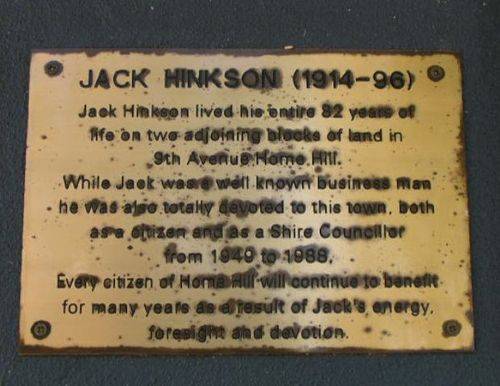 JACK HINKSON (1914-96)
Jack Hinkson lived his entire 82 years of
life on two adjoining blocks of land in
9th Avenue Home Hill.
While Jack was a well known business man
he was also totally devoted to this town, both
as a citizen and as a Shire Councillor
from 1949 to 1988.
Every citizen of Home Hill will continue to benefit
for many years as a result of Jack's energy,
foresight and devotion.